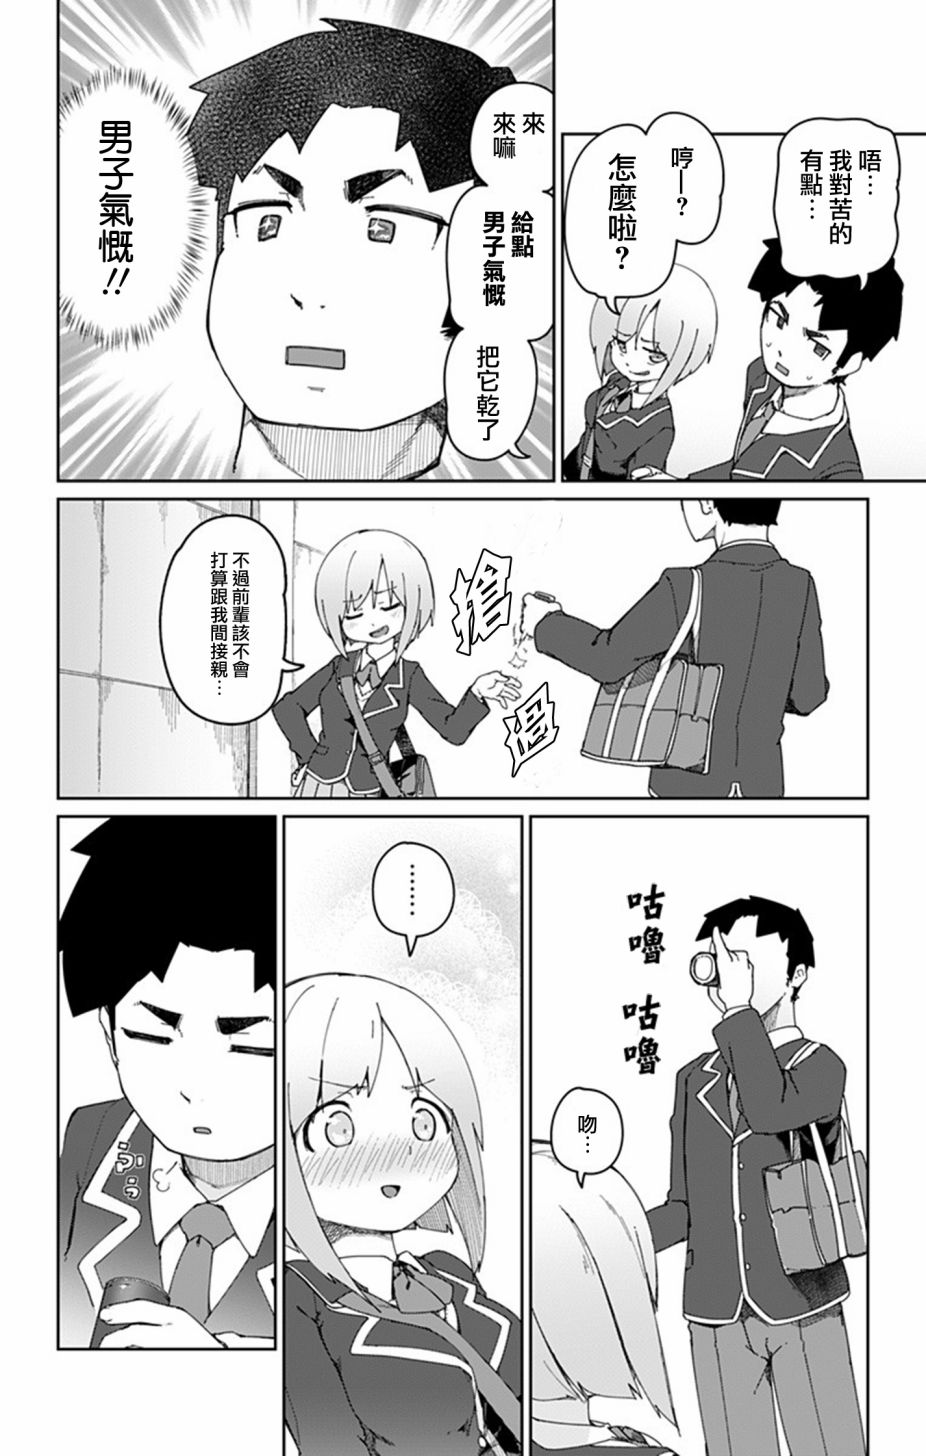 唔⋯
我對苦的
有點⋯
哼—?
怎麼啦?
來
來嘛
給點
男子氣慨
把它乾了
男子氣慨!!
搶
過
不過前輩該不會
打算跟我間接親⋯
咕嚕
咕嚕
吻⋯
⋯⋯
ふぅ